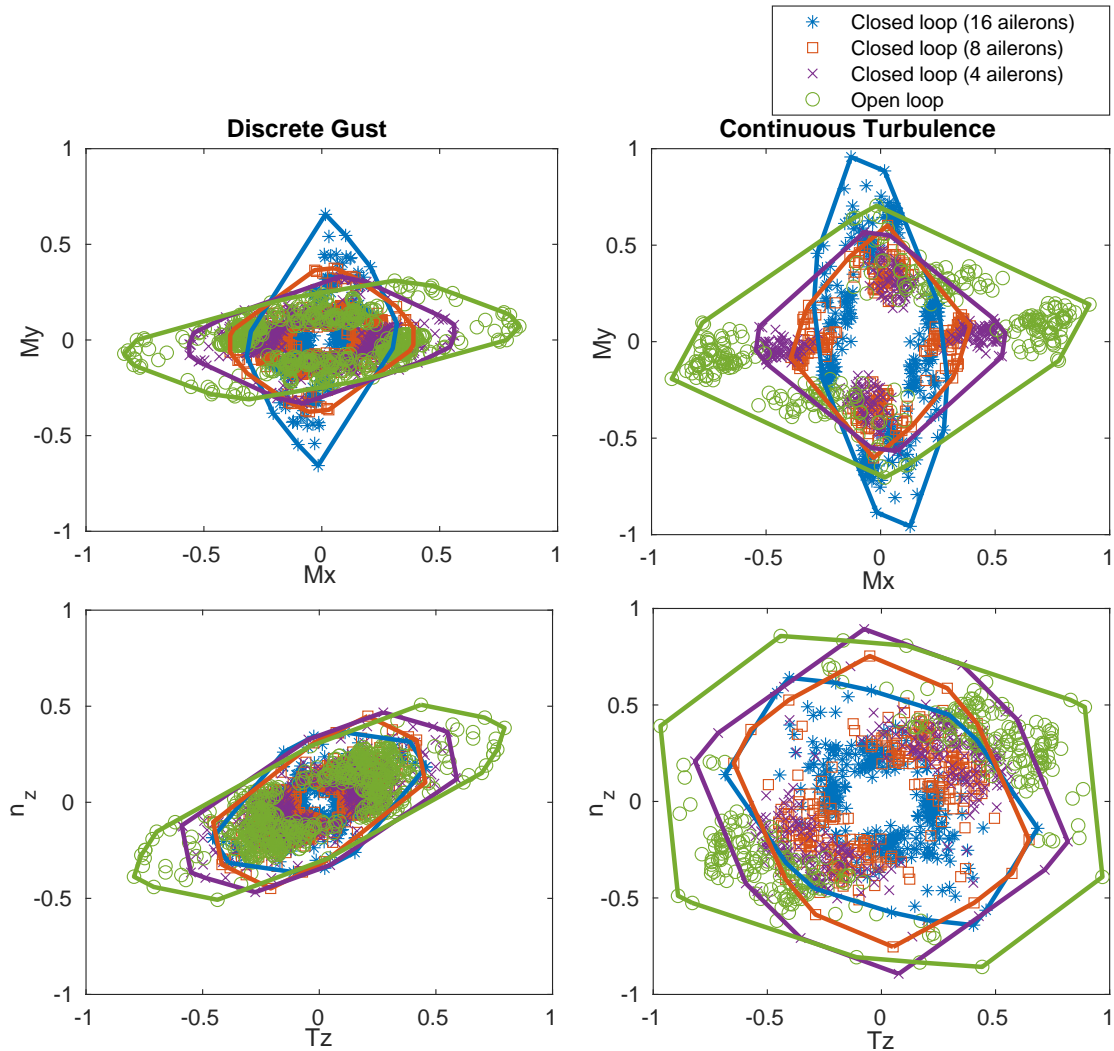 Closed loop (16 ailerons)
Closed loop (8 ailerons)
Closed loop (4 ailerons)
Open loop
Discrete Gust
1
0.5
0
-0.5
-1
My
-1
-0.5
0
0.5
1
Mx
Continuous Turbulence
1
0.5
0
-0.5
-1
My
-1
-0.5
0
0.5
1
Mx
1
0.5
0
-0.5
-1
n_z
-1
-0.5
0
0.5
1
Tz
1
0.5
0
-0.5
-1
n_z
-1
-0.5
0
0.5
1
Tz